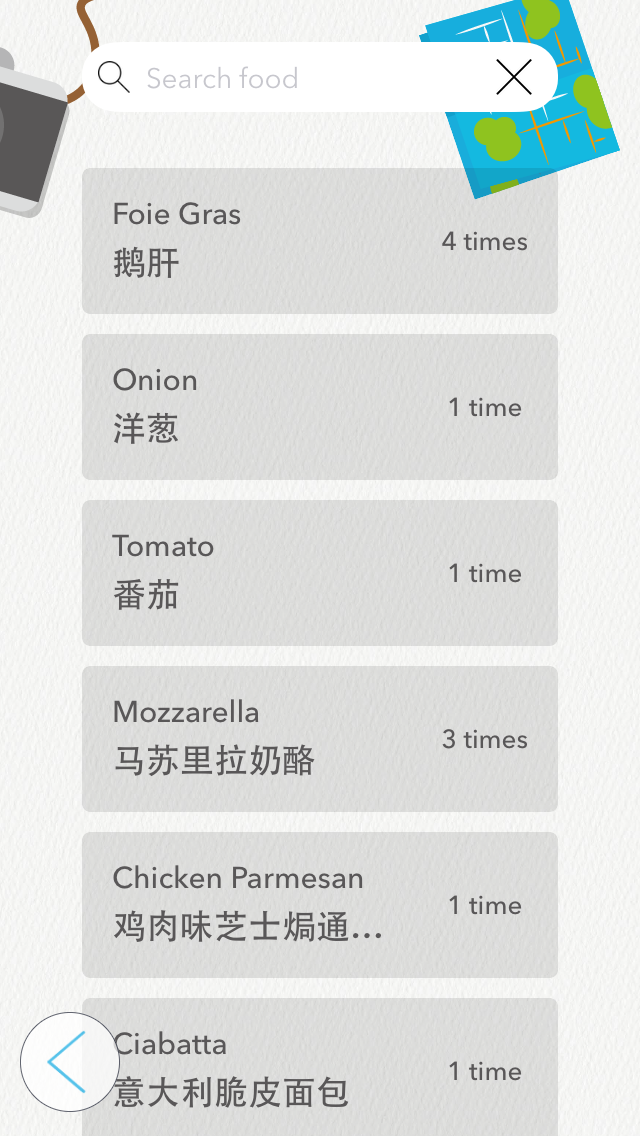 Search food
Foie Gras
鹅肝
4 times
Onion
洋葱
1 time
Tomato
番茄
1 time
Mozzarella
马苏里拉奶酪
3 times
Chicken Parmesan
鸡肉味芝士焗通...
1 time
Ciabatta
意大利脆皮面包
1 time